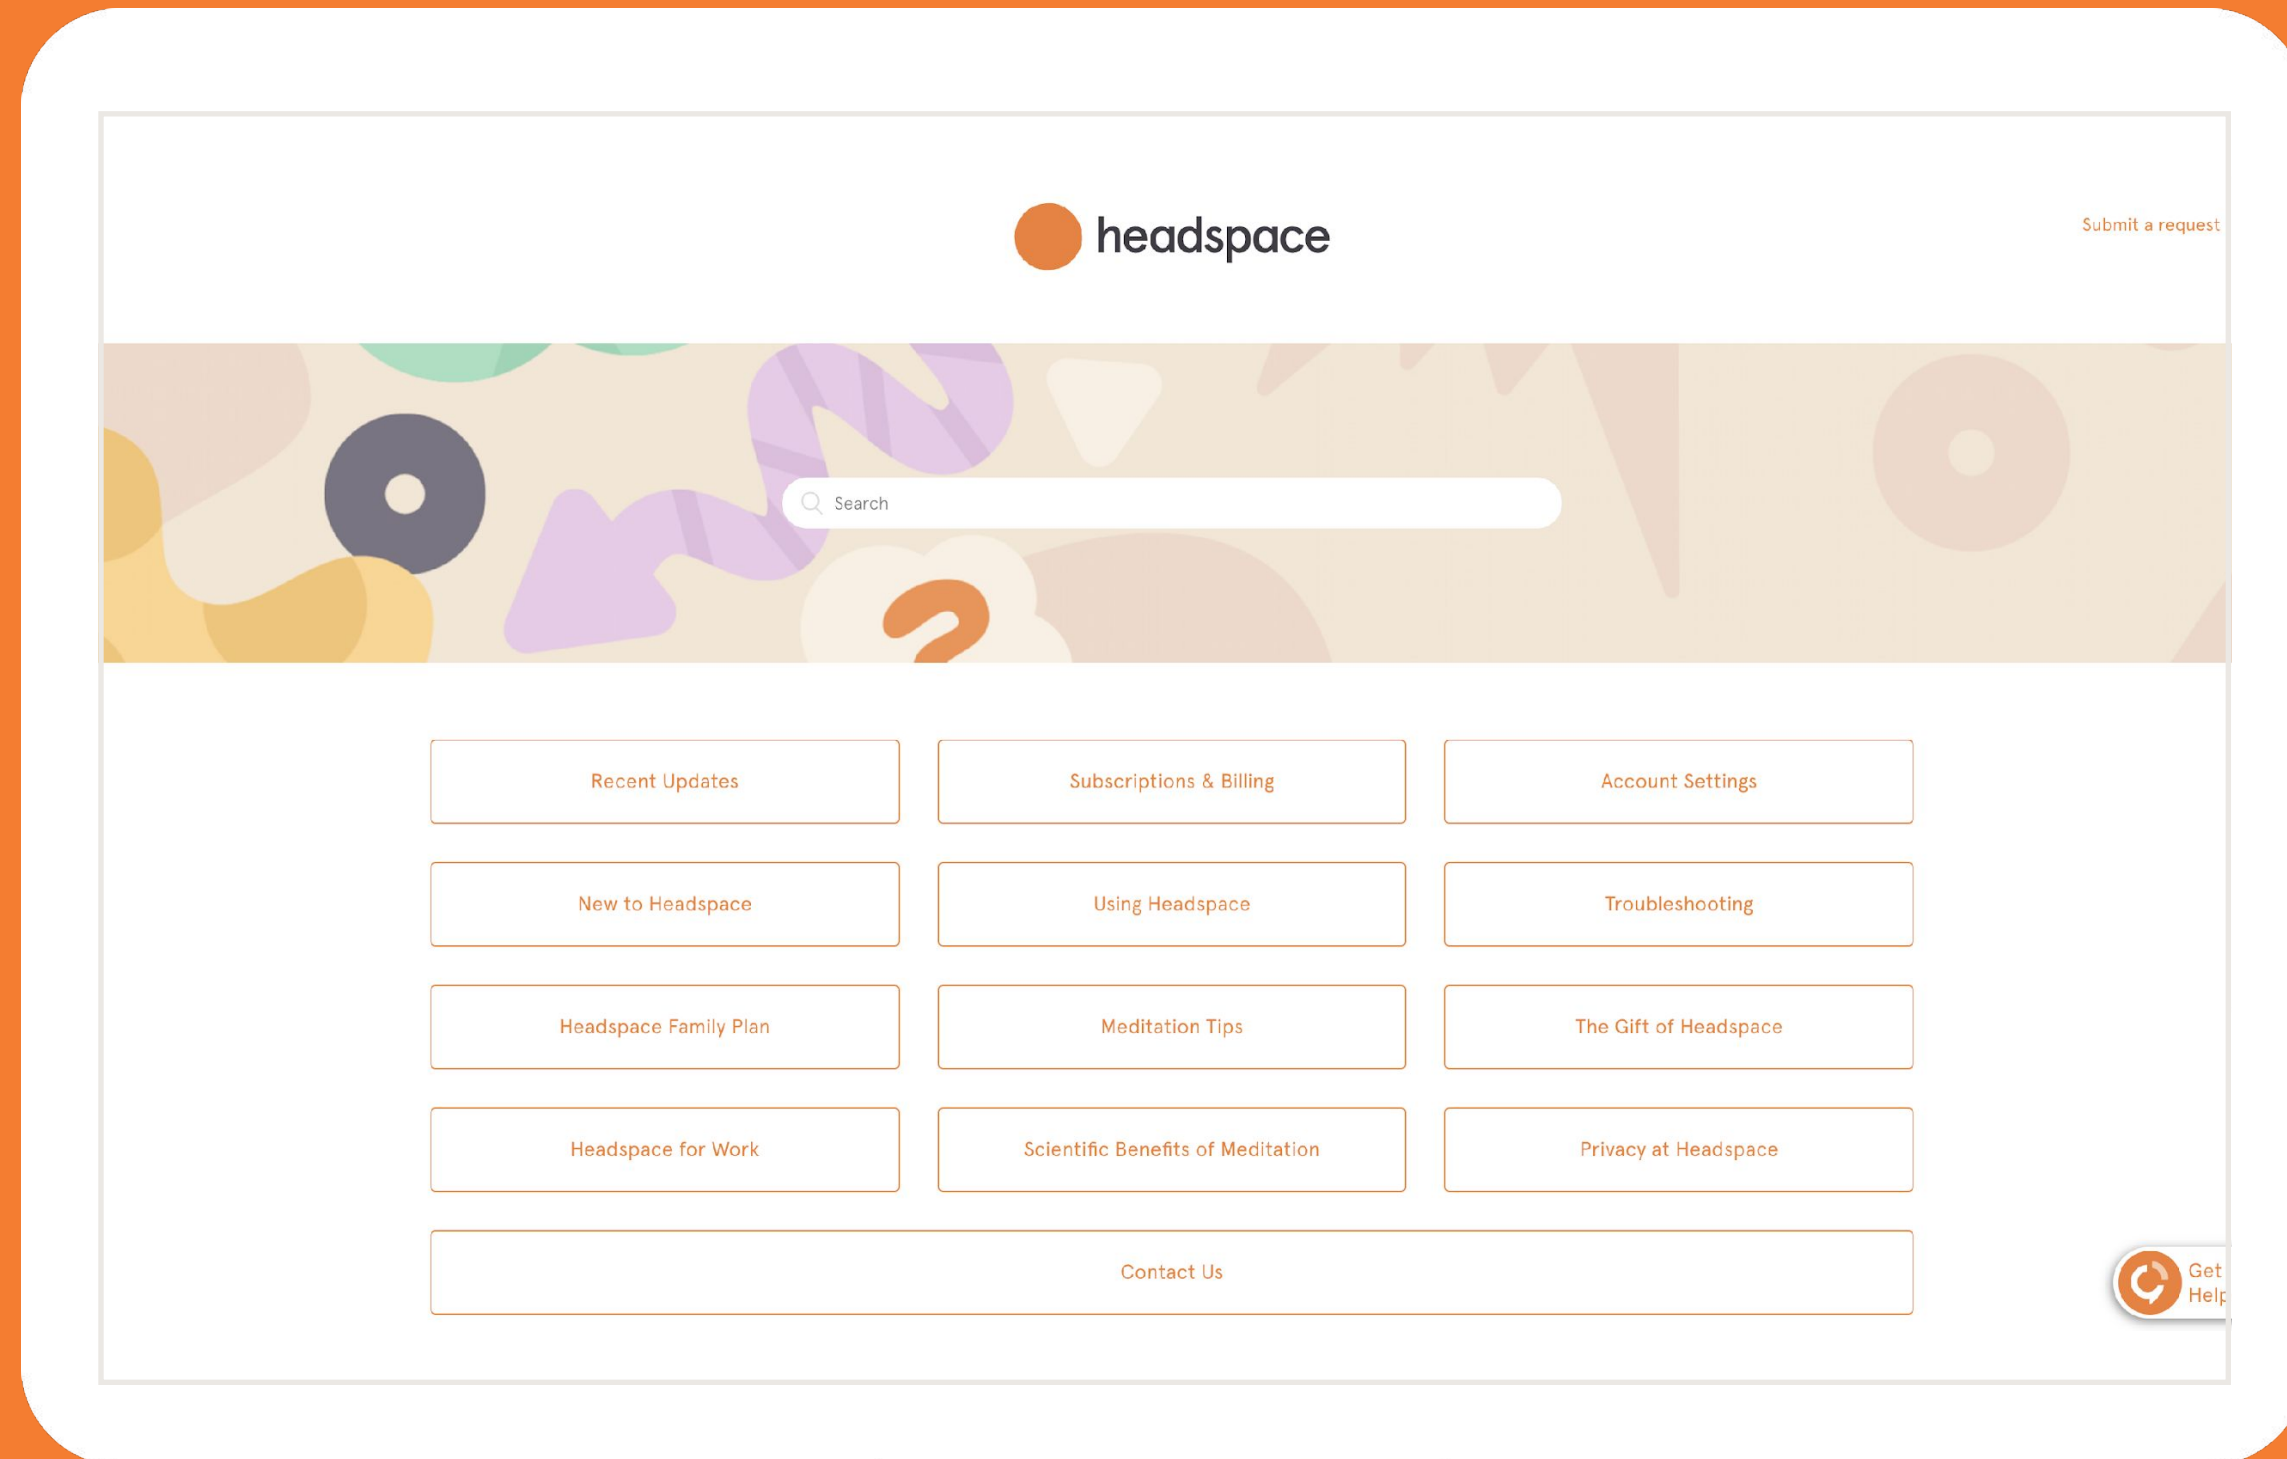 headspace
Submit a request
Search
Recent Updates
Subscriptions & Billing
Account Settings
New to Headspace
Using Headspace
Troubleshooting
Headspace Family Plan
Meditation Tips
The Gift of Headspace
Headspace for Work
Scientific Benefits of Meditation
Privacy at Headspace
Contact Us
Get
Help